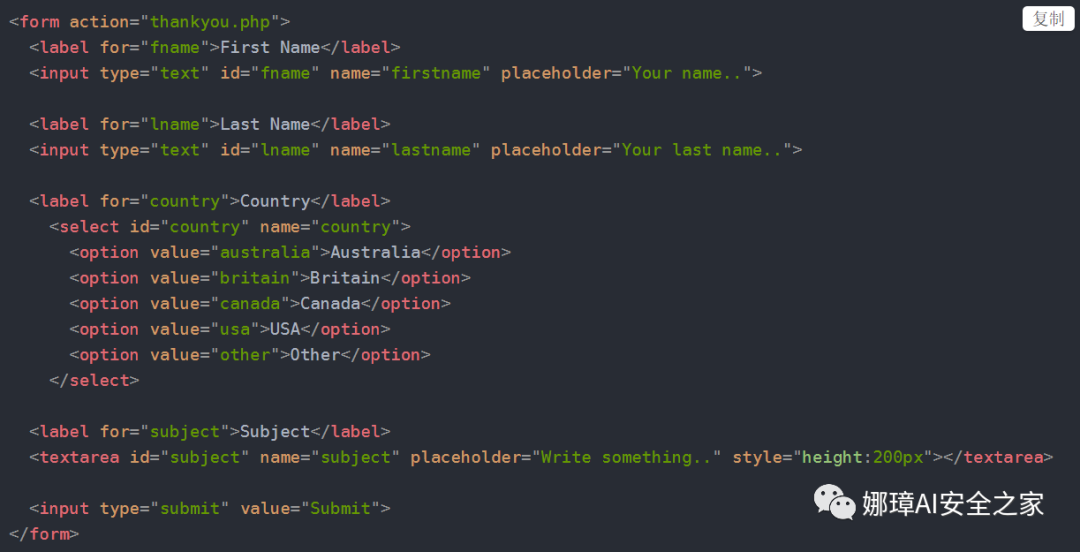 复制
<form action="thankyou.php">
  <label for="fname">First Name</label>
  <input type="text" id="fname" name="firstname" placeholder="Your name..">

  <label for="lname">Last Name</label>
  <input type="text" id="lname" name="lastname" placeholder="Your last name..">

  <label for="country">Country</label>
    <select id="country" name="country">
      <option value="australia">Australia</option>
      <option value="britain">Britain</option>
      <option value="canada">Canada</option>
      <option value="usa">USA</option>
      <option value="other">Other</option>
    </select>

  <label for="subject">Subject</label>
  <textarea id="subject" name="subject" placeholder="Write something.." style="height:200px"></textarea>

  <input type="submit" value="Submit">
</form>
娜璋AI安全之家